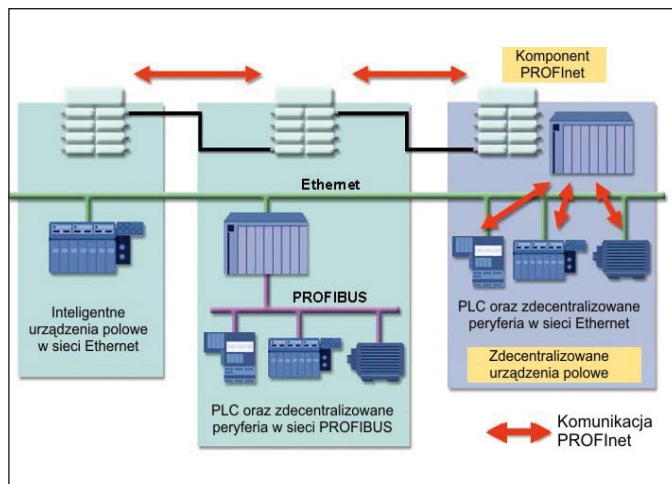 Komponent
PROFInet
Ethernet
PROFIBUS
Inteligentne
urządzenia polowe
w sieci Ethernet
PLC oraz zdecentralizowane
peryferia w sieci PROFIBUS
PLC oraz zdecentralizowane
peryferia w sieci Ethernet
Zdecentralizowane
urządzenia polowe
Komunikacja
PROFInet